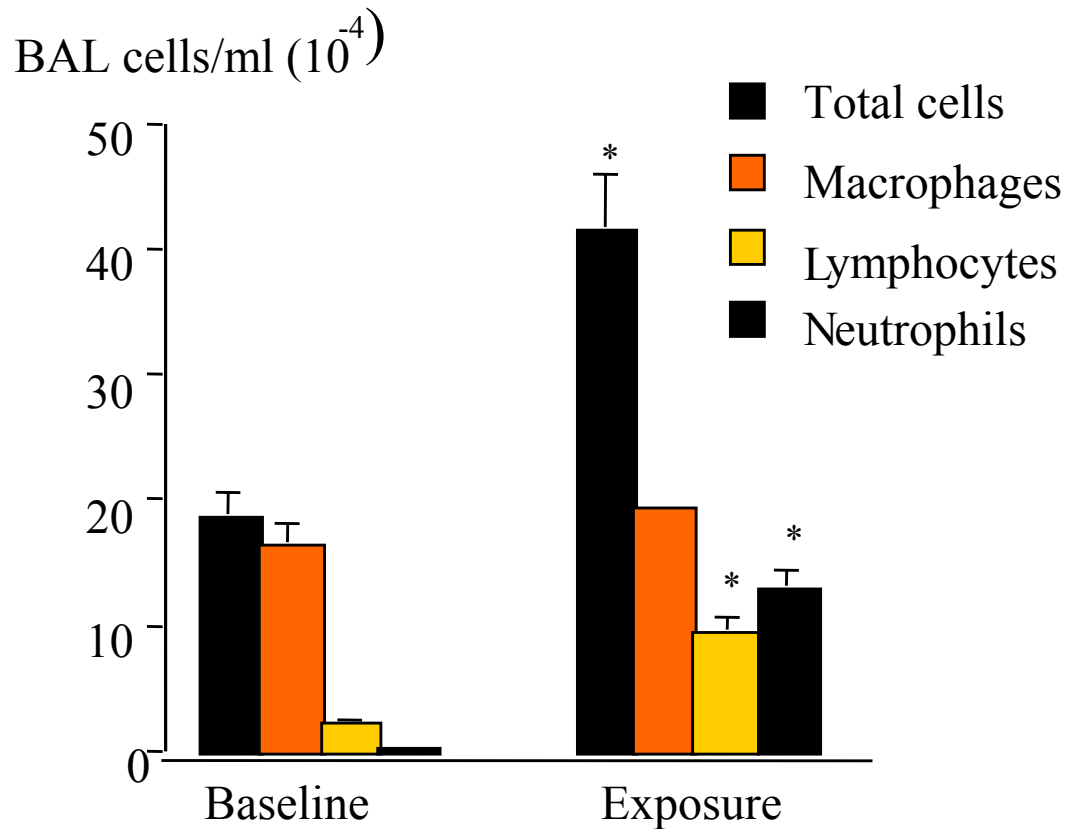 BAL cells/ml (10-4)
Total cells
Macrophages
Lymphocytes
Neutrophils
50
40
30
20
10
0
*
*
*
Baseline
Exposure